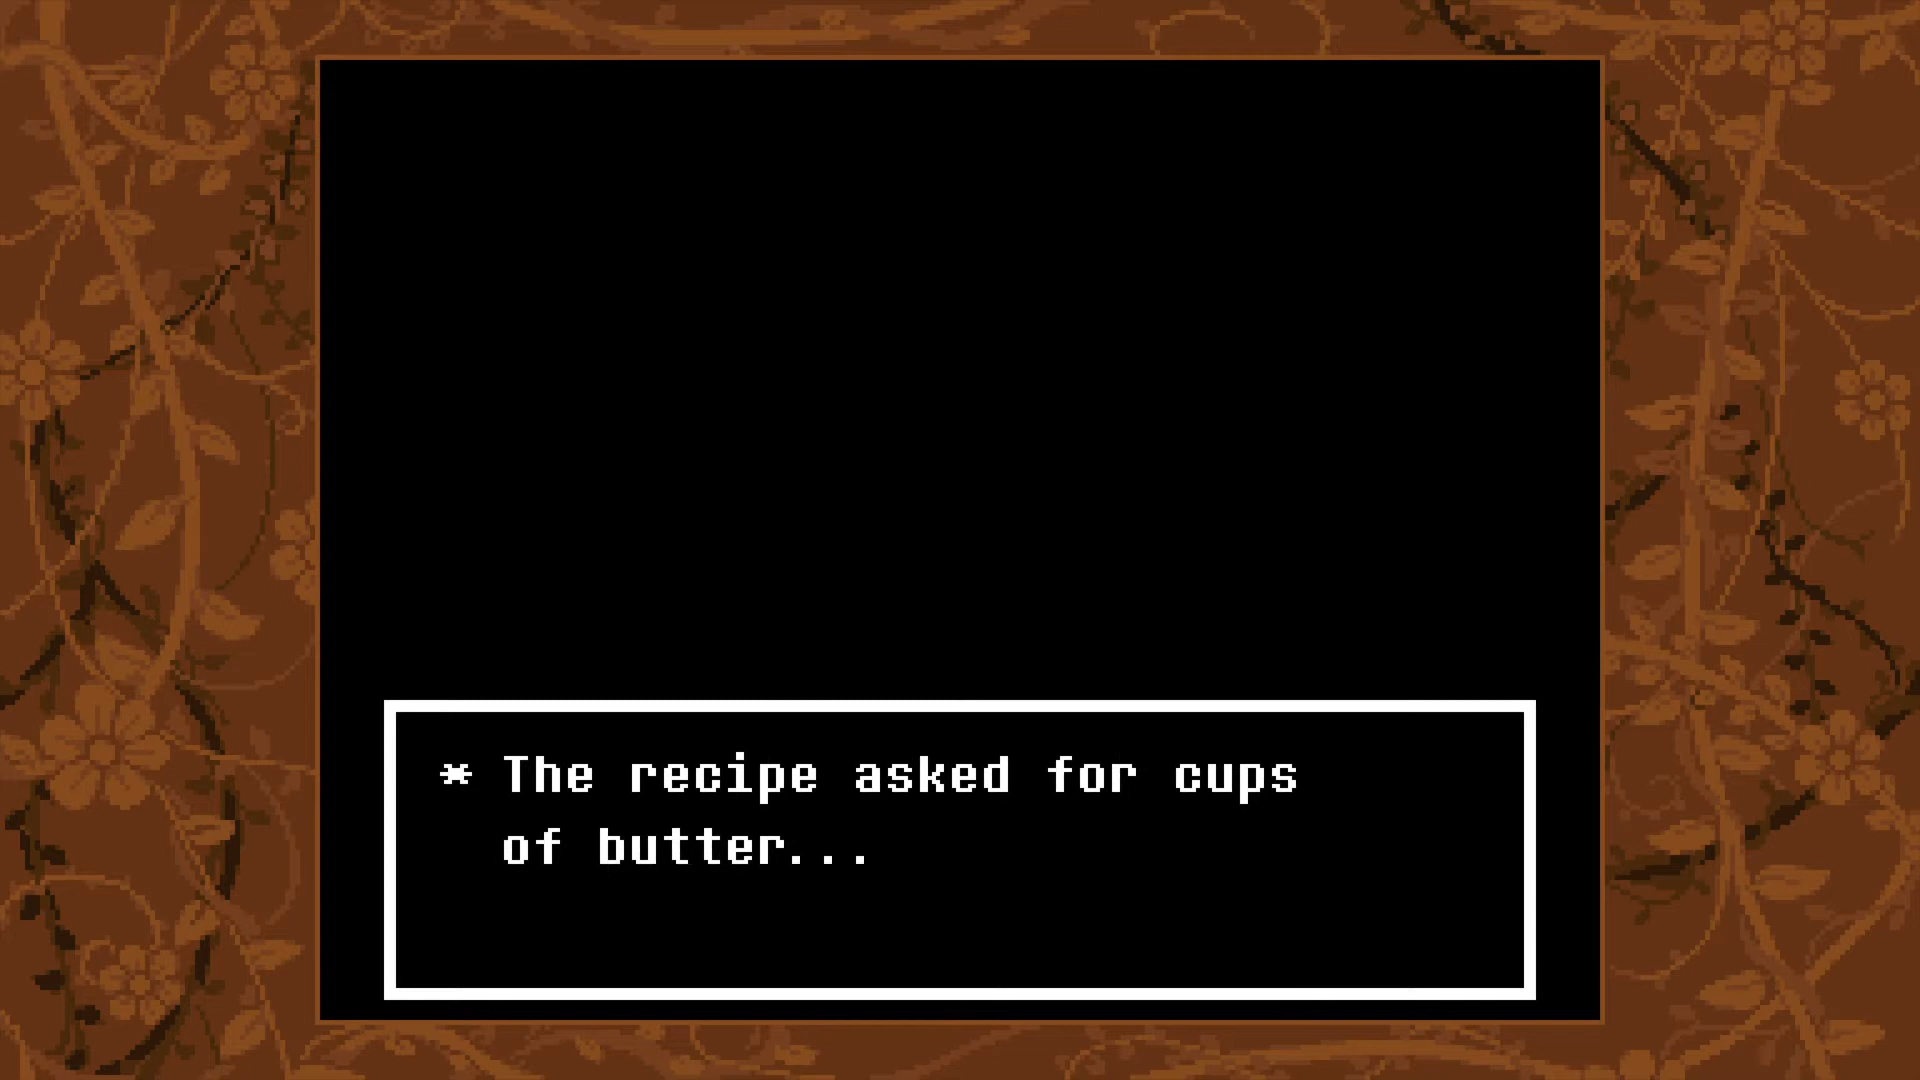 * The recipe asked for cups
of butter...